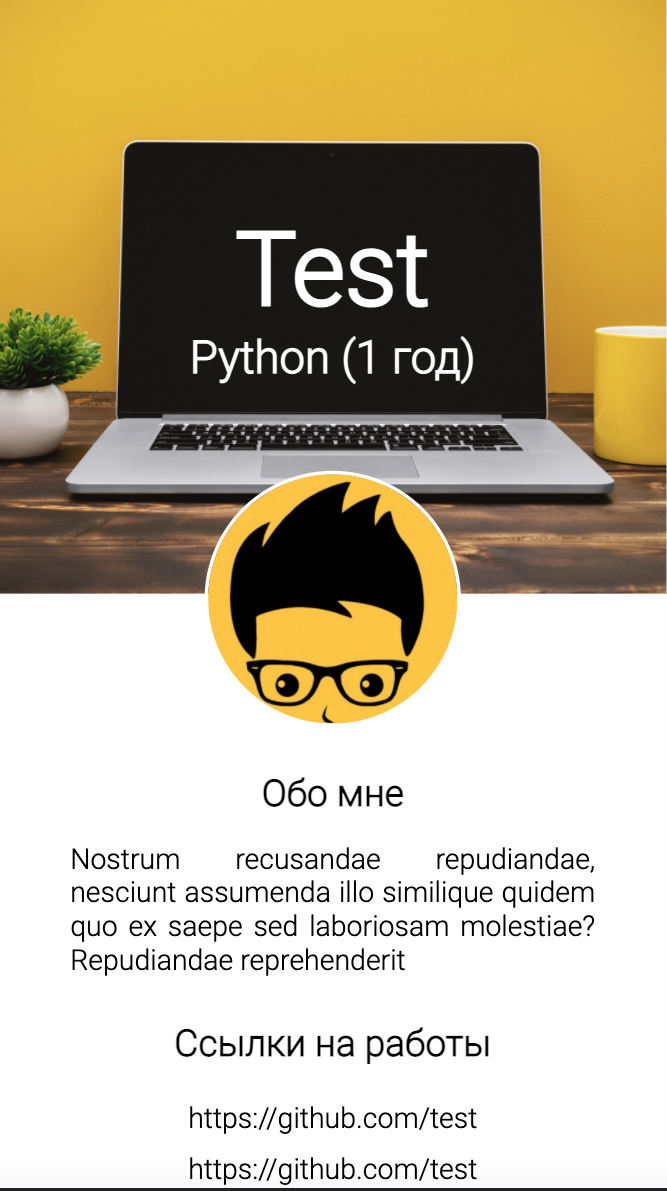 Test
Python (1 год)
Обо мне
Nostrum recusandae repudiandae,
nesciunt assumenda illo similique quidem
quo ex saepe sed laboriosam molestiae?
Repudiandae reprehenderit
Ссылки на работы
https://github.com/test
https://github.com/test